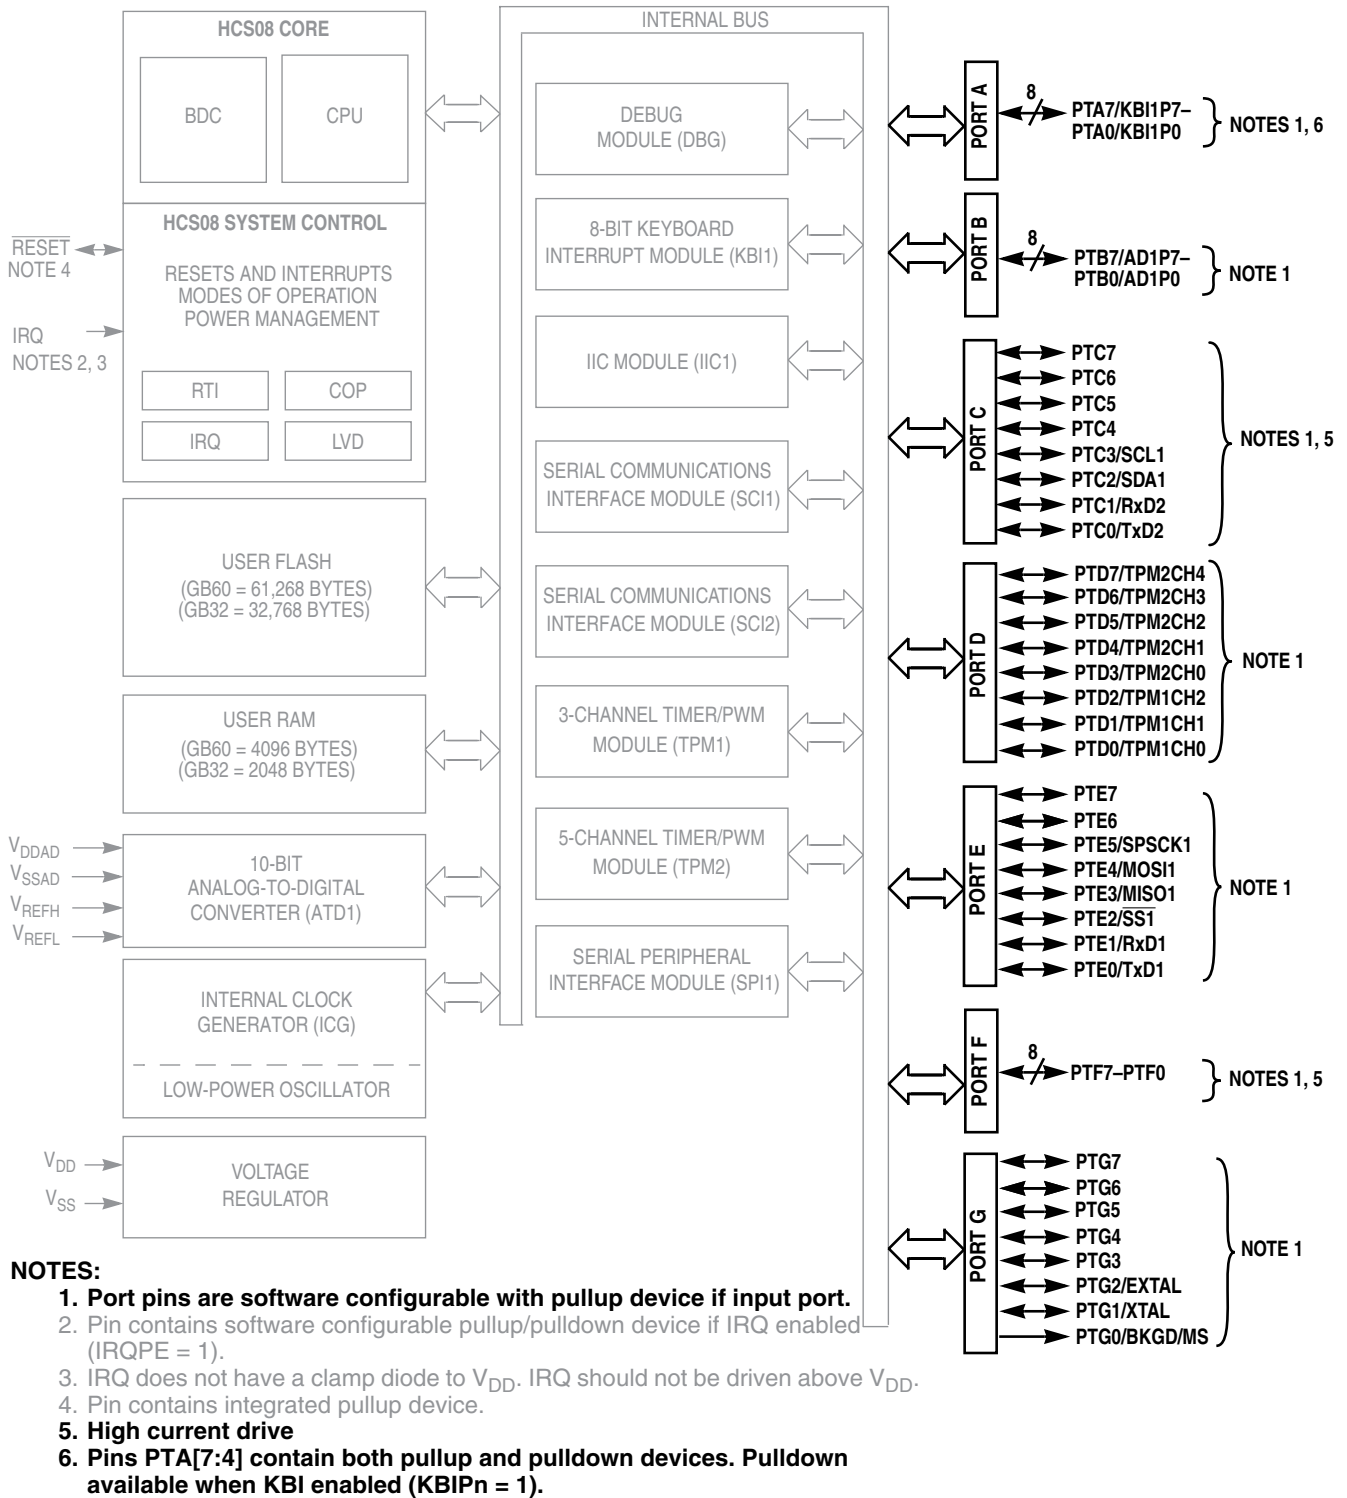 HCS08 CORE
BDC
CPU
HCS08 SYSTEM CONTROL
RESETS AND INTERRUPTS
MODES OF OPERATION
POWER MANAGEMENT
RTI
COP
IRQ
LVD
RESET
NOTE 4
IRQ
NOTES 2, 3
USER FLASH
(GB60 = 61,268 BYTES)
(GB32 = 32,768 BYTES)
USER RAM
(GB60 = 4096 BYTES)
(GB32 = 2048 BYTES)
VDDAD
VSSAD
VREFH
VREFL
10-BIT
ANALOG-TO-DIGITAL
CONVERTER (ATD1)
INTERNAL CLOCK
GENERATOR (ICG)
LOW-POWER OSCILLATOR
VDD
VSS
VOLTAGE
REGULATOR
INTERNAL BUS
DEBUG
MODULE (DBG)
8-BIT KEYBOARD
INTERRUPT MODULE (KBI1)
IIC MODULE (IIC1)
SERIAL COMMUNICATIONS
INTERFACE MODULE (SCI1)
SERIAL COMMUNICATIONS
INTERFACE MODULE (SCI2)
3-CHANNEL TIMER/PWM
MODULE (TPM1)
5-CHANNEL TIMER/PWM
MODULE (TPM2)
SERIAL PERIPHERAL
INTERFACE MODULE (SPI1)
PORT A
8
PTA7/KBI1P7–
PTA0/KBI1P0
NOTES 1, 6
PORT B
8
PTB7/AD1P7–
PTB0/AD1P0
NOTE 1
PORT C
PTC7
PTC6
PTC5
PTC4
PTC3/SCL1
PTC2/SDA1
PTC1/RxD2
PTC0/TxD2
NOTES 1, 5
PORT D
PTD7/TPM2CH4
PTD6/TPM2CH3
PTD5/TPM2CH2
PTD4/TPM2CH1
PTD3/TPM2CH0
PTD2/TPM1CH2
PTD1/TPM1CH1
PTD0/TPM1CH0
NOTE 1
PORT E
PTE7
PTE6
PTE5/SPSCK1
PTE4/MOSI1
PTE3/MISO1
PTE2/SS1
PTE1/RxD1
PTE0/TxD1
NOTE 1
PORT F
8
PTF7–PTF0
NOTES 1, 5
PORT G
PTG7
PTG6
PTG5
PTG4
PTG3
PTG2/EXTAL
PTG1/XTAL
PTG0/BKGD/MS
NOTE 1
NOTES:
1. Port pins are software configurable with pullup device if input port.
2. Pin contains software configurable pullup/pulldown device if IRQ enabled
(IRQPE = 1).
3. IRQ does not have a clamp diode to VDD. IRQ should not be driven above VDD.
4. Pin contains integrated pullup device.
5. High current drive
6. Pins PTA[7:4] contain both pullup and pulldown devices. Pulldown
available when KBI enabled (KBIPn = 1).